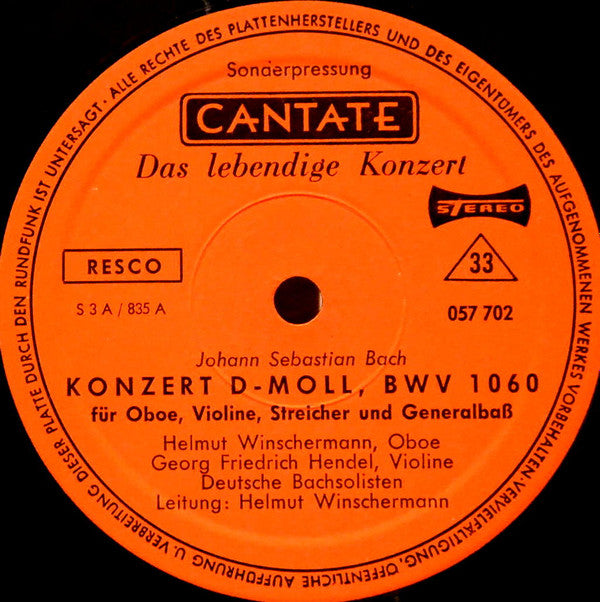 ALLE RECHTE DES PLATTENHERSTELLERS UND DES EIGENTÜMERS DES AUFGENOMMENEN WERKES VORBEHALTEN · VERVIELFÄLTIGUNG, ÖFFENTLICHE AUFFÜHRUNG U. VERBREITUNG DIESER PLATTE DURCH DEN RUNDFUNK IST UNTERSAGT ·
Sonderpressung
CANTATE
Das lebendige Konzert
STEREO
RESCO
33
S 3 A / 835 A
057 702
Johann Sebastian Bach
KONZERT D-MOLL, BWV 1060
für Oboe, Violine, Streicher und Generalbaß
Helmut Winschermann, Oboe
Georg Friedrich Hendel, Violine
Deutsche Bachsolisten
Leitung: Helmut Winschermann